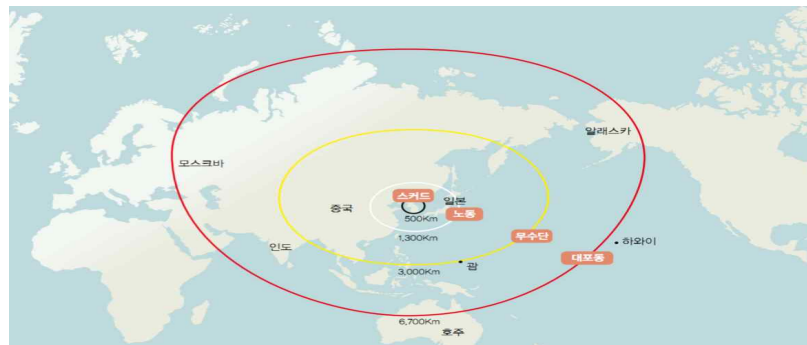 알래스카
모스크바
스커드
일본
중국
노동
500Km
1,300Km
무수단
하와이
인도
괌
대포동
3,000Km
6,700Km
호주